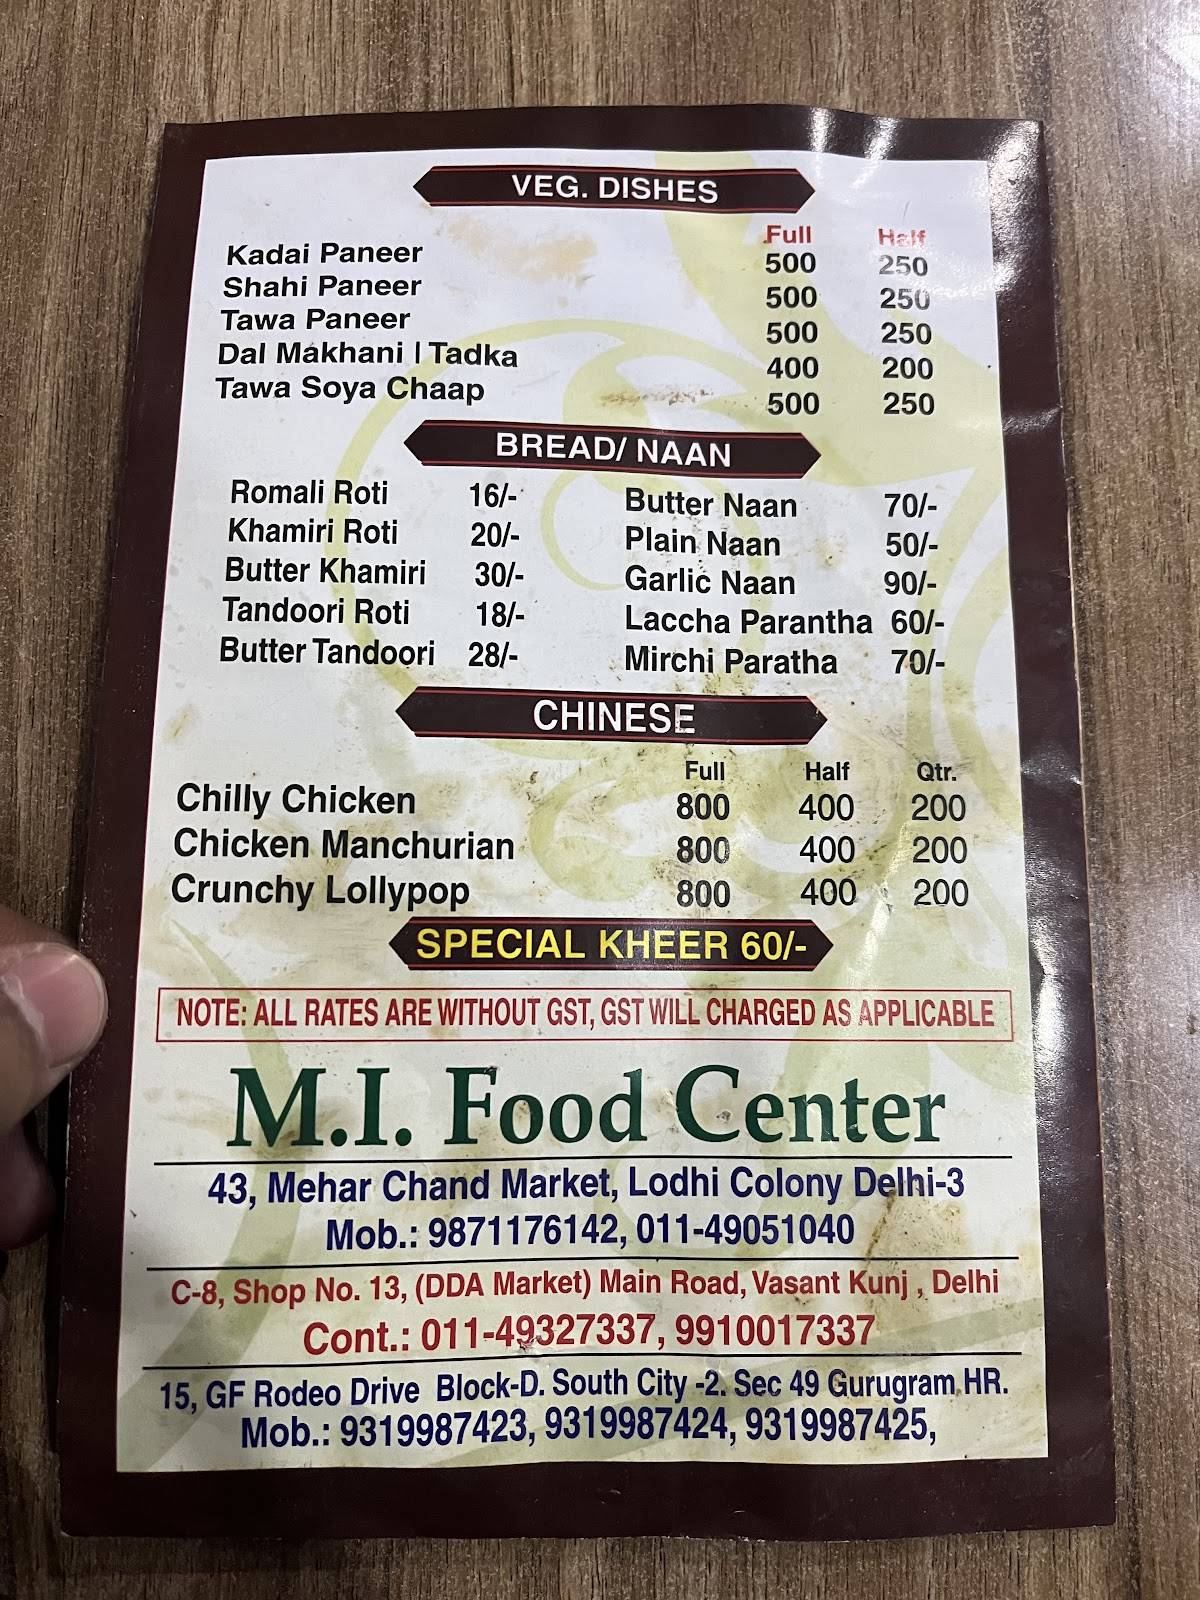 VEG. DISHES
Full Half
Kadai Paneer 500 250
Shahi Paneer 500 250
Tawa Paneer 500 250
Dal Makhani | Tadka 400 200
Tawa Soya Chaap 500 250
BREAD/ NAAN
Romali Roti 16/- Butter Naan 70/-
Khamiri Roti 20/- Plain Naan 50/-
Butter Khamiri 30/- Garlic Naan 90/-
Tandoori Roti 18/- Laccha Parantha 60/-
Butter Tandoori 28/- Mirchi Paratha 70/-
CHINESE
Full Half Qtr.
Chilly Chicken 800 400 200
Chicken Manchurian 800 400 200
Crunchy Lollypop 800 400 200
SPECIAL KHEER 60/-
NOTE: ALL RATES ARE WITHOUT GST, GST WILL CHARGED AS APPLICABLE
M.I. Food Center
43, Mehar Chand Market, Lodhi Colony Delhi-3
Mob.: 9871176142, 011-49051040
C-8, Shop No. 13, (DDA Market) Main Road, Vasant Kunj , Delhi
Cont.: 011-49327337, 9910017337
15, GF Rodeo Drive Block-D. South City -2. Sec 49 Gurugram HR.
Mob.: 9319987423, 9319987424, 9319987425,